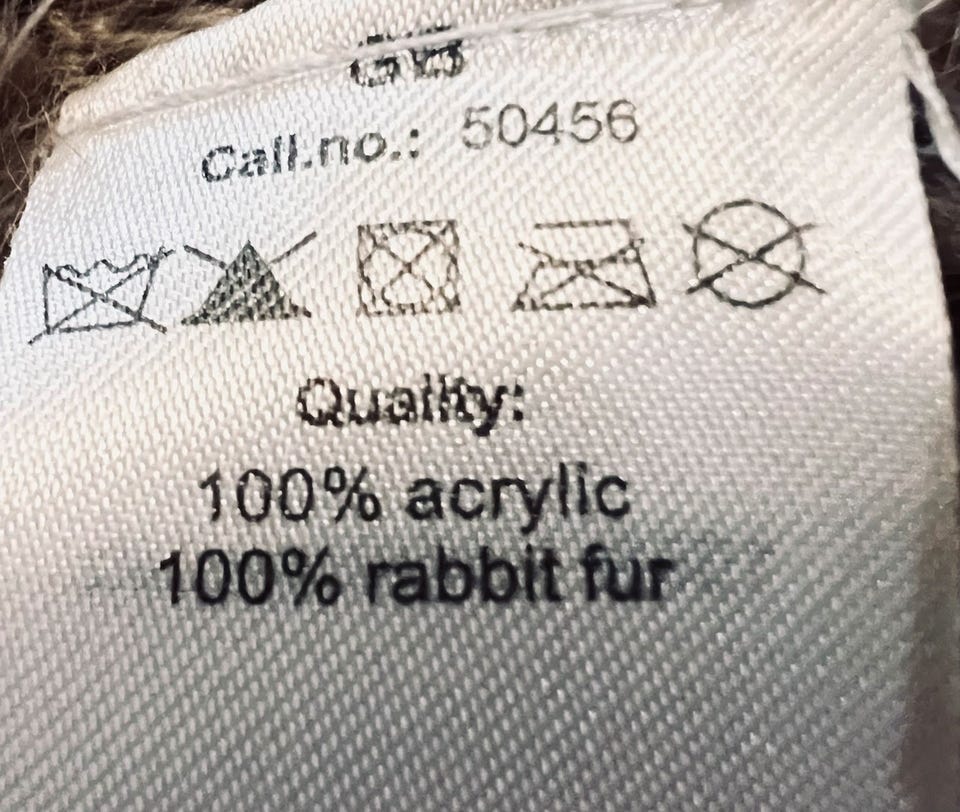 Call.no.: 50456
Quality:
100% acrylic
100% rabbit fur